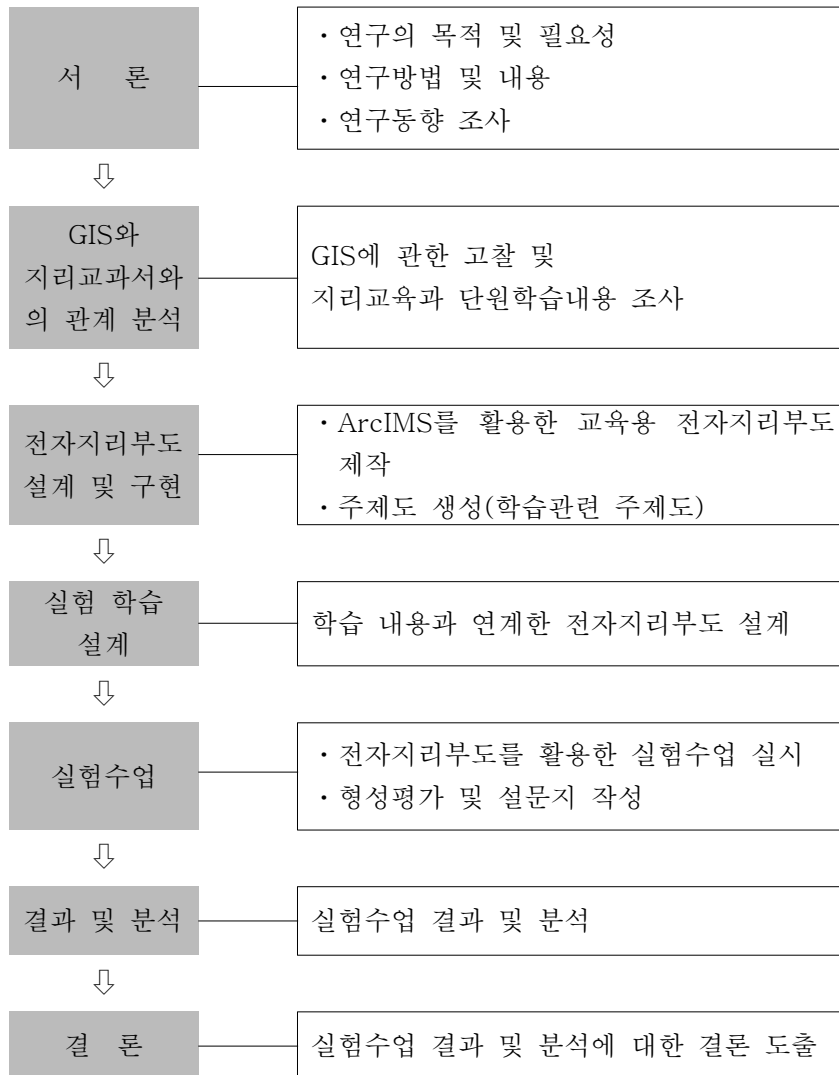 서 론
· 연구의 목적 및 필요성
· 연구방법 및 내용
· 연구동향 조사
⇩
GIS와
지리교과서와
의 관계 분석
GIS에 관한 고찰 및
지리교육과 단원학습내용 조사
⇩
전자지리부도
설계 및 구현
· ArcIMS를 활용한 교육용 전자지리부도
제작
· 주제도 생성(학습관련 주제도)
⇩
실험 학습
설계
학습 내용과 연계한 전자지리부도 설계
⇩
실험수업
· 전자지리부도를 활용한 실험수업 실시
· 형성평가 및 설문지 작성
⇩
결과 및 분석
실험수업 결과 및 분석
⇩
결 론
실험수업 결과 및 분석에 대한 결론 도출